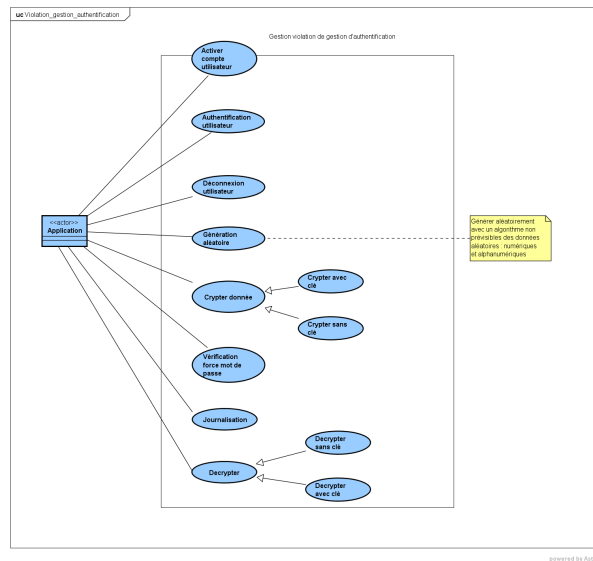 uc Violation_gestion_authentification
Gestion violation de gestion d'authentification
Activer
compte
utilisateur
Authentification
utilisateur
Déconnexion
utilisateur
<<actor>>
Application
Génération
aléatoire
Générer aléatoirement
avec un algorithme non
prévisibles des données
aléatoires : numériques
et alphanumériques
Crypter donnée
Crypter avec
clé
Crypter sans
clé
Vérification
force mot de
passe
Journalisation
Decrypter
Decrypter
sans clé
Decrypter
avec clé
powered by Ast